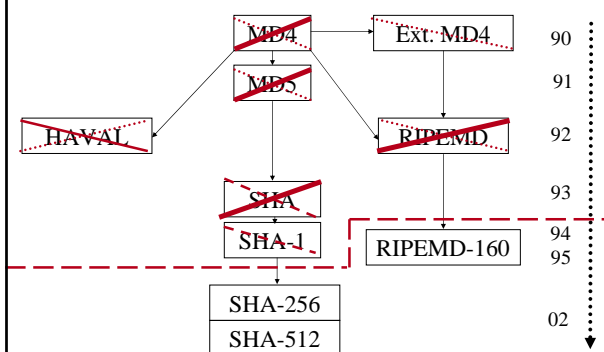 MD4 Ext. MD4 90
MD5 91
HAVAL RIPEMD 92
SHA 93
SHA-1 94
RIPEMD-160 95
SHA-256 02
SHA-512